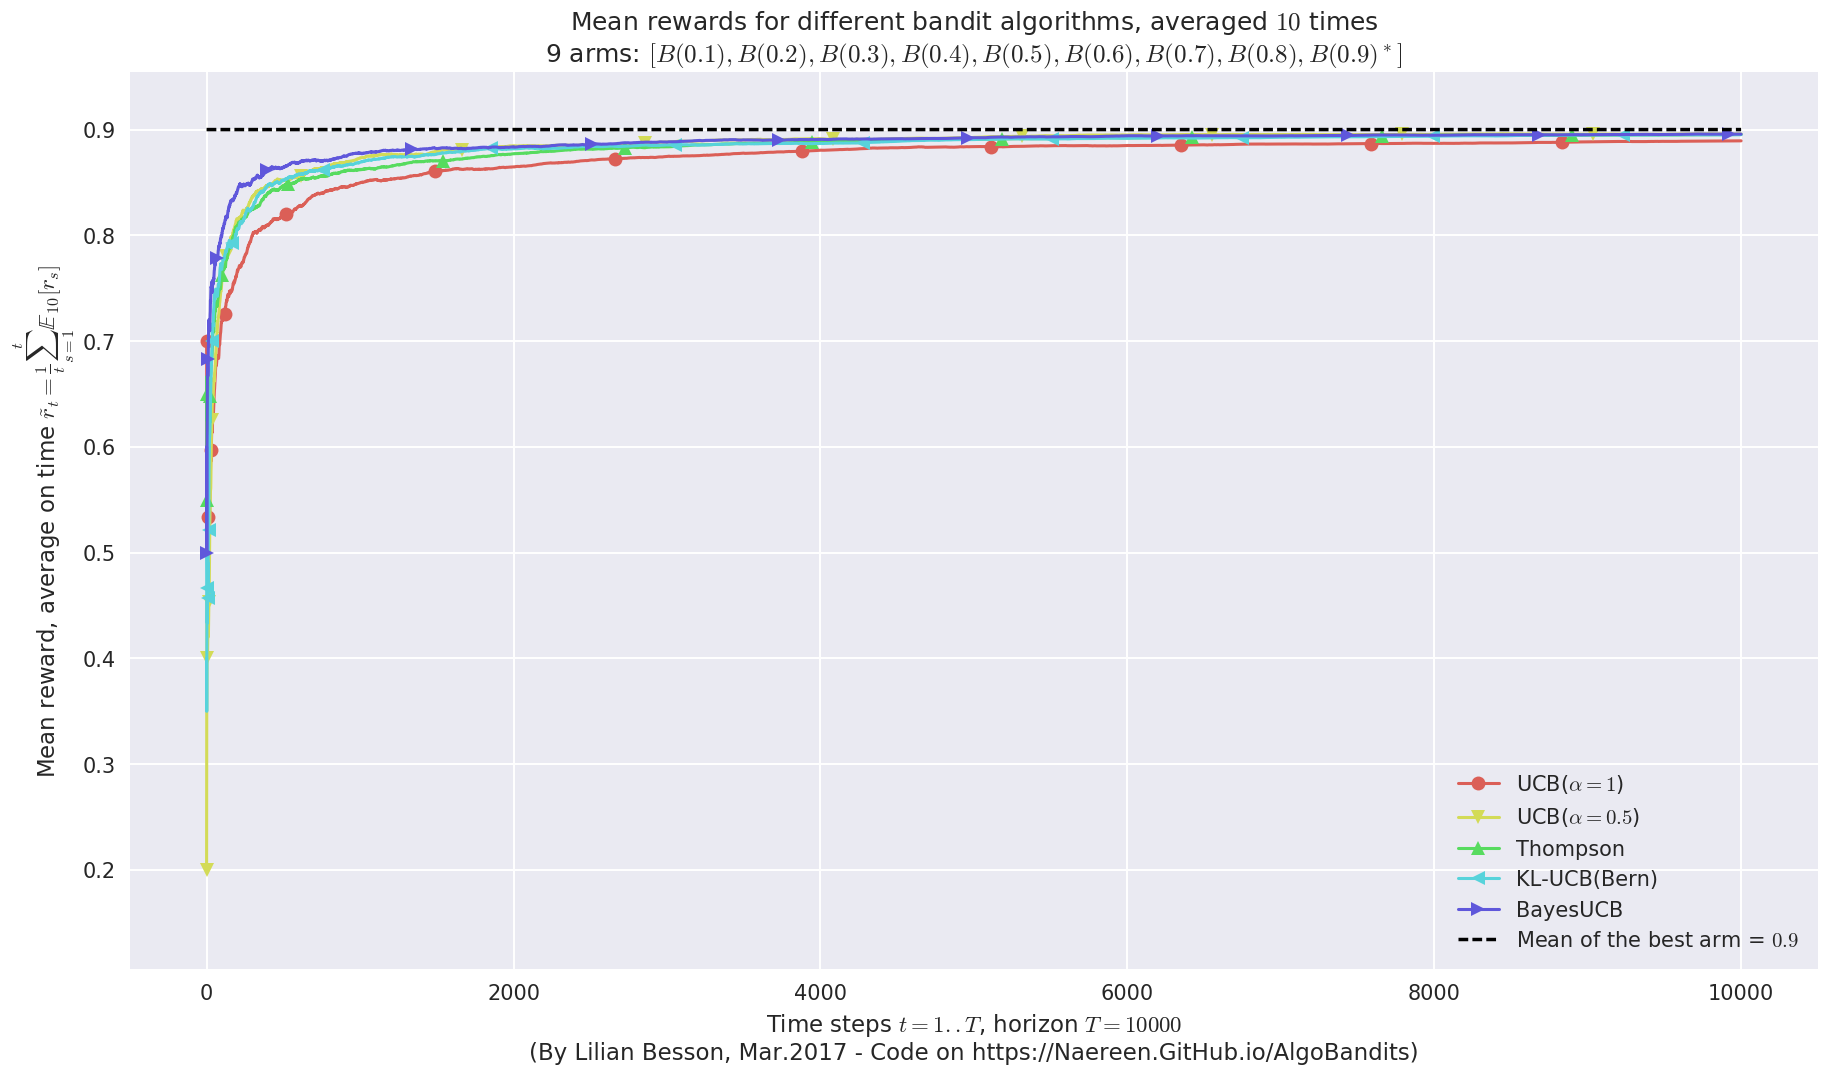 Mean rewards for different bandit algorithms, averaged 10 times
9 arms: [B(0.1), B(0.2), B(0.3), B(0.4), B(0.5), B(0.6), B(0.7), B(0.8), B(0.9)*]
Mean reward, average on time r̃_t = 1/t ∑_{s=1}^{t} 𝔼_10[r_s]
0.9
0.8
0.7
0.6
0.5
0.4
0.3
0.2
UCB(α = 1)
UCB(α = 0.5)
Thompson
KL-UCB(Bern)
BayesUCB
Mean of the best arm = 0.9
0 2000 4000 6000 8000 10000
Time steps t = 1..T, horizon T = 10000
(By Lilian Besson, Mar.2017 - Code on https://Naereen.GitHub.io/AlgoBandits)